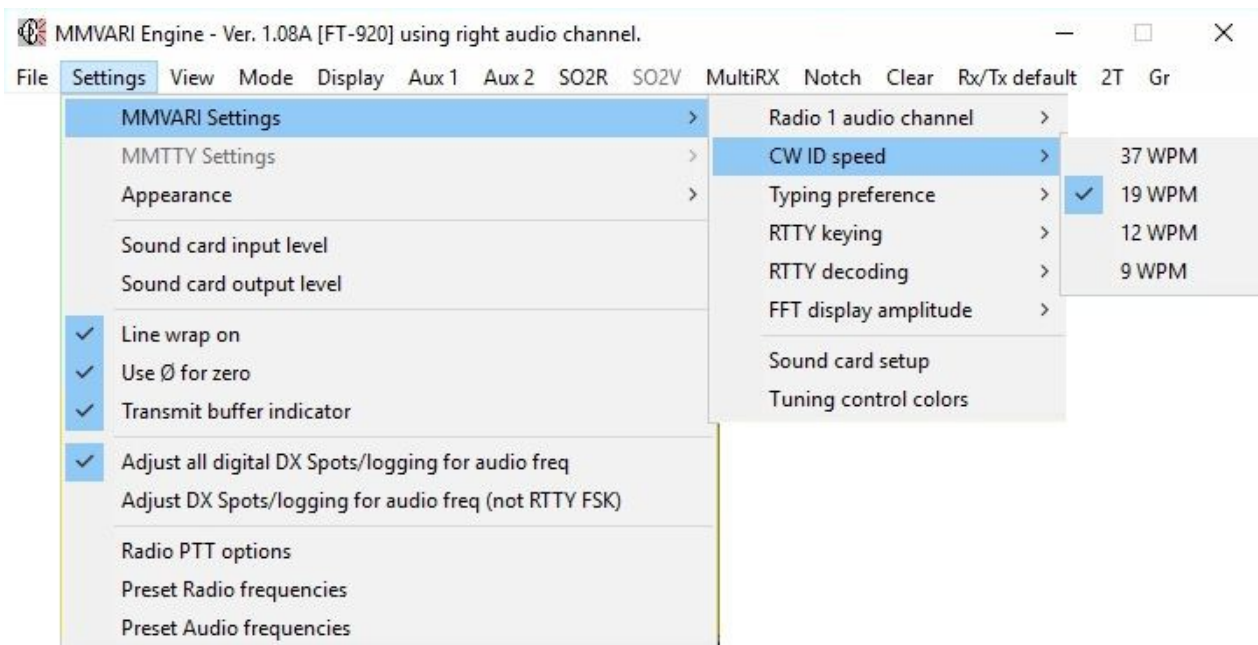 MMVARI Engine - Ver. 1.08A [FT-920] using right audio channel.
File Settings View Mode Display Aux 1 Aux 2 SO2R SO2V MultiRX Notch Clear Rx/Tx default 2T Gr
MMVARI Settings
MMTTY Settings
Appearance
Sound card input level
Sound card output level
Line wrap on
Use Ø for zero
Transmit buffer indicator
Adjust all digital DX Spots/logging for audio freq
Adjust DX Spots/logging for audio freq (not RTTY FSK)
Radio PTT options
Preset Radio frequencies
Preset Audio frequencies
Radio 1 audio channel
CW ID speed
Typing preference
RTTY keying
RTTY decoding
FFT display amplitude
Sound card setup
Tuning control colors
37 WPM
19 WPM
12 WPM
9 WPM